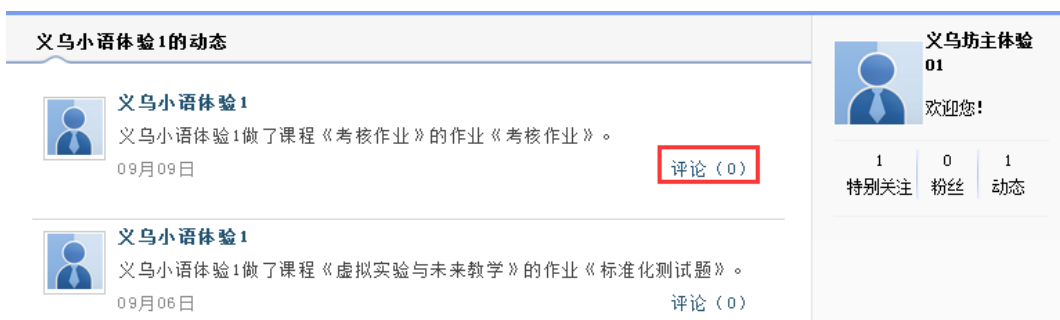 义乌小语体验1的动态
义乌小语体验1
义乌小语体验1做了课程《考核作业》的作业《考核作业》。
09月09日 评论（0）
义乌小语体验1
义乌小语体验1做了课程《虚拟实验与未来教学》的作业《标准化测试题》。
09月06日 评论（0）
义乌坊主体验
01
欢迎您!
1 0 1
特别关注 粉丝 动态